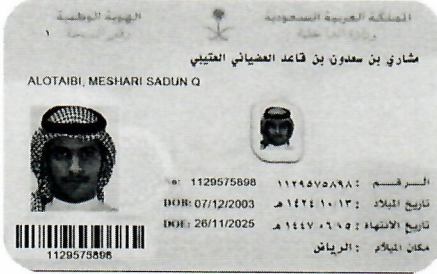 المملكة العربية السعودية
وزارة الداخلية
الهوية الوطنية
١
مشاري بن سعدون بن قاعد العضياني العتيبي
ALOTAIBI, MESHARI SADUN Q
الرقم : ١١٢٩٥٧٥٨٩٨ 1129575898
تاريخ الميلاد : ١٤٢٤/١٠/١٣ هـ DOB: 07/12/2003
تاريخ الانتهاء : ١٤٤٧/٠٦/٠٥ هـ DOE: 26/11/2025
مكان الميلاد : الرياض
1129575898